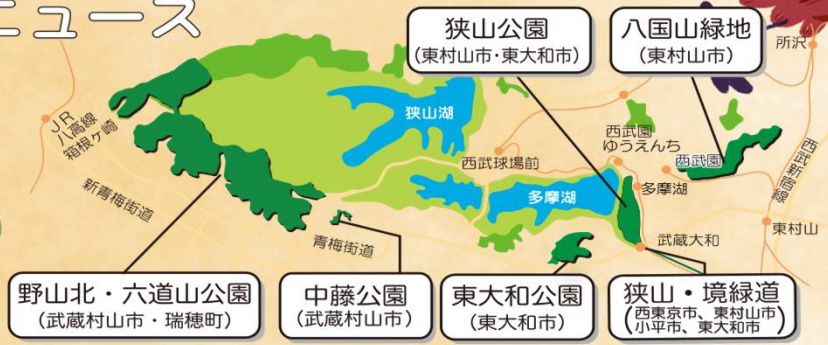 ニュース
狭山公園
(東村山市・東大和市)
八国山緑地
(東村山市)
所沢
JR
八高線
箱根ヶ崎
狭山湖
西武球場前
西武園
ゆうえんち
西武園
西武新宿線
新青梅街道
多摩湖
多摩湖
東村山
青梅街道
武蔵大和
野山北・六道山公園
(武蔵村山市・瑞穂町)
中藤公園
(武蔵村山市)
東大和公園
(東大和市)
狭山・境緑道
(西東京市、東村山市
小平市、東大和市)